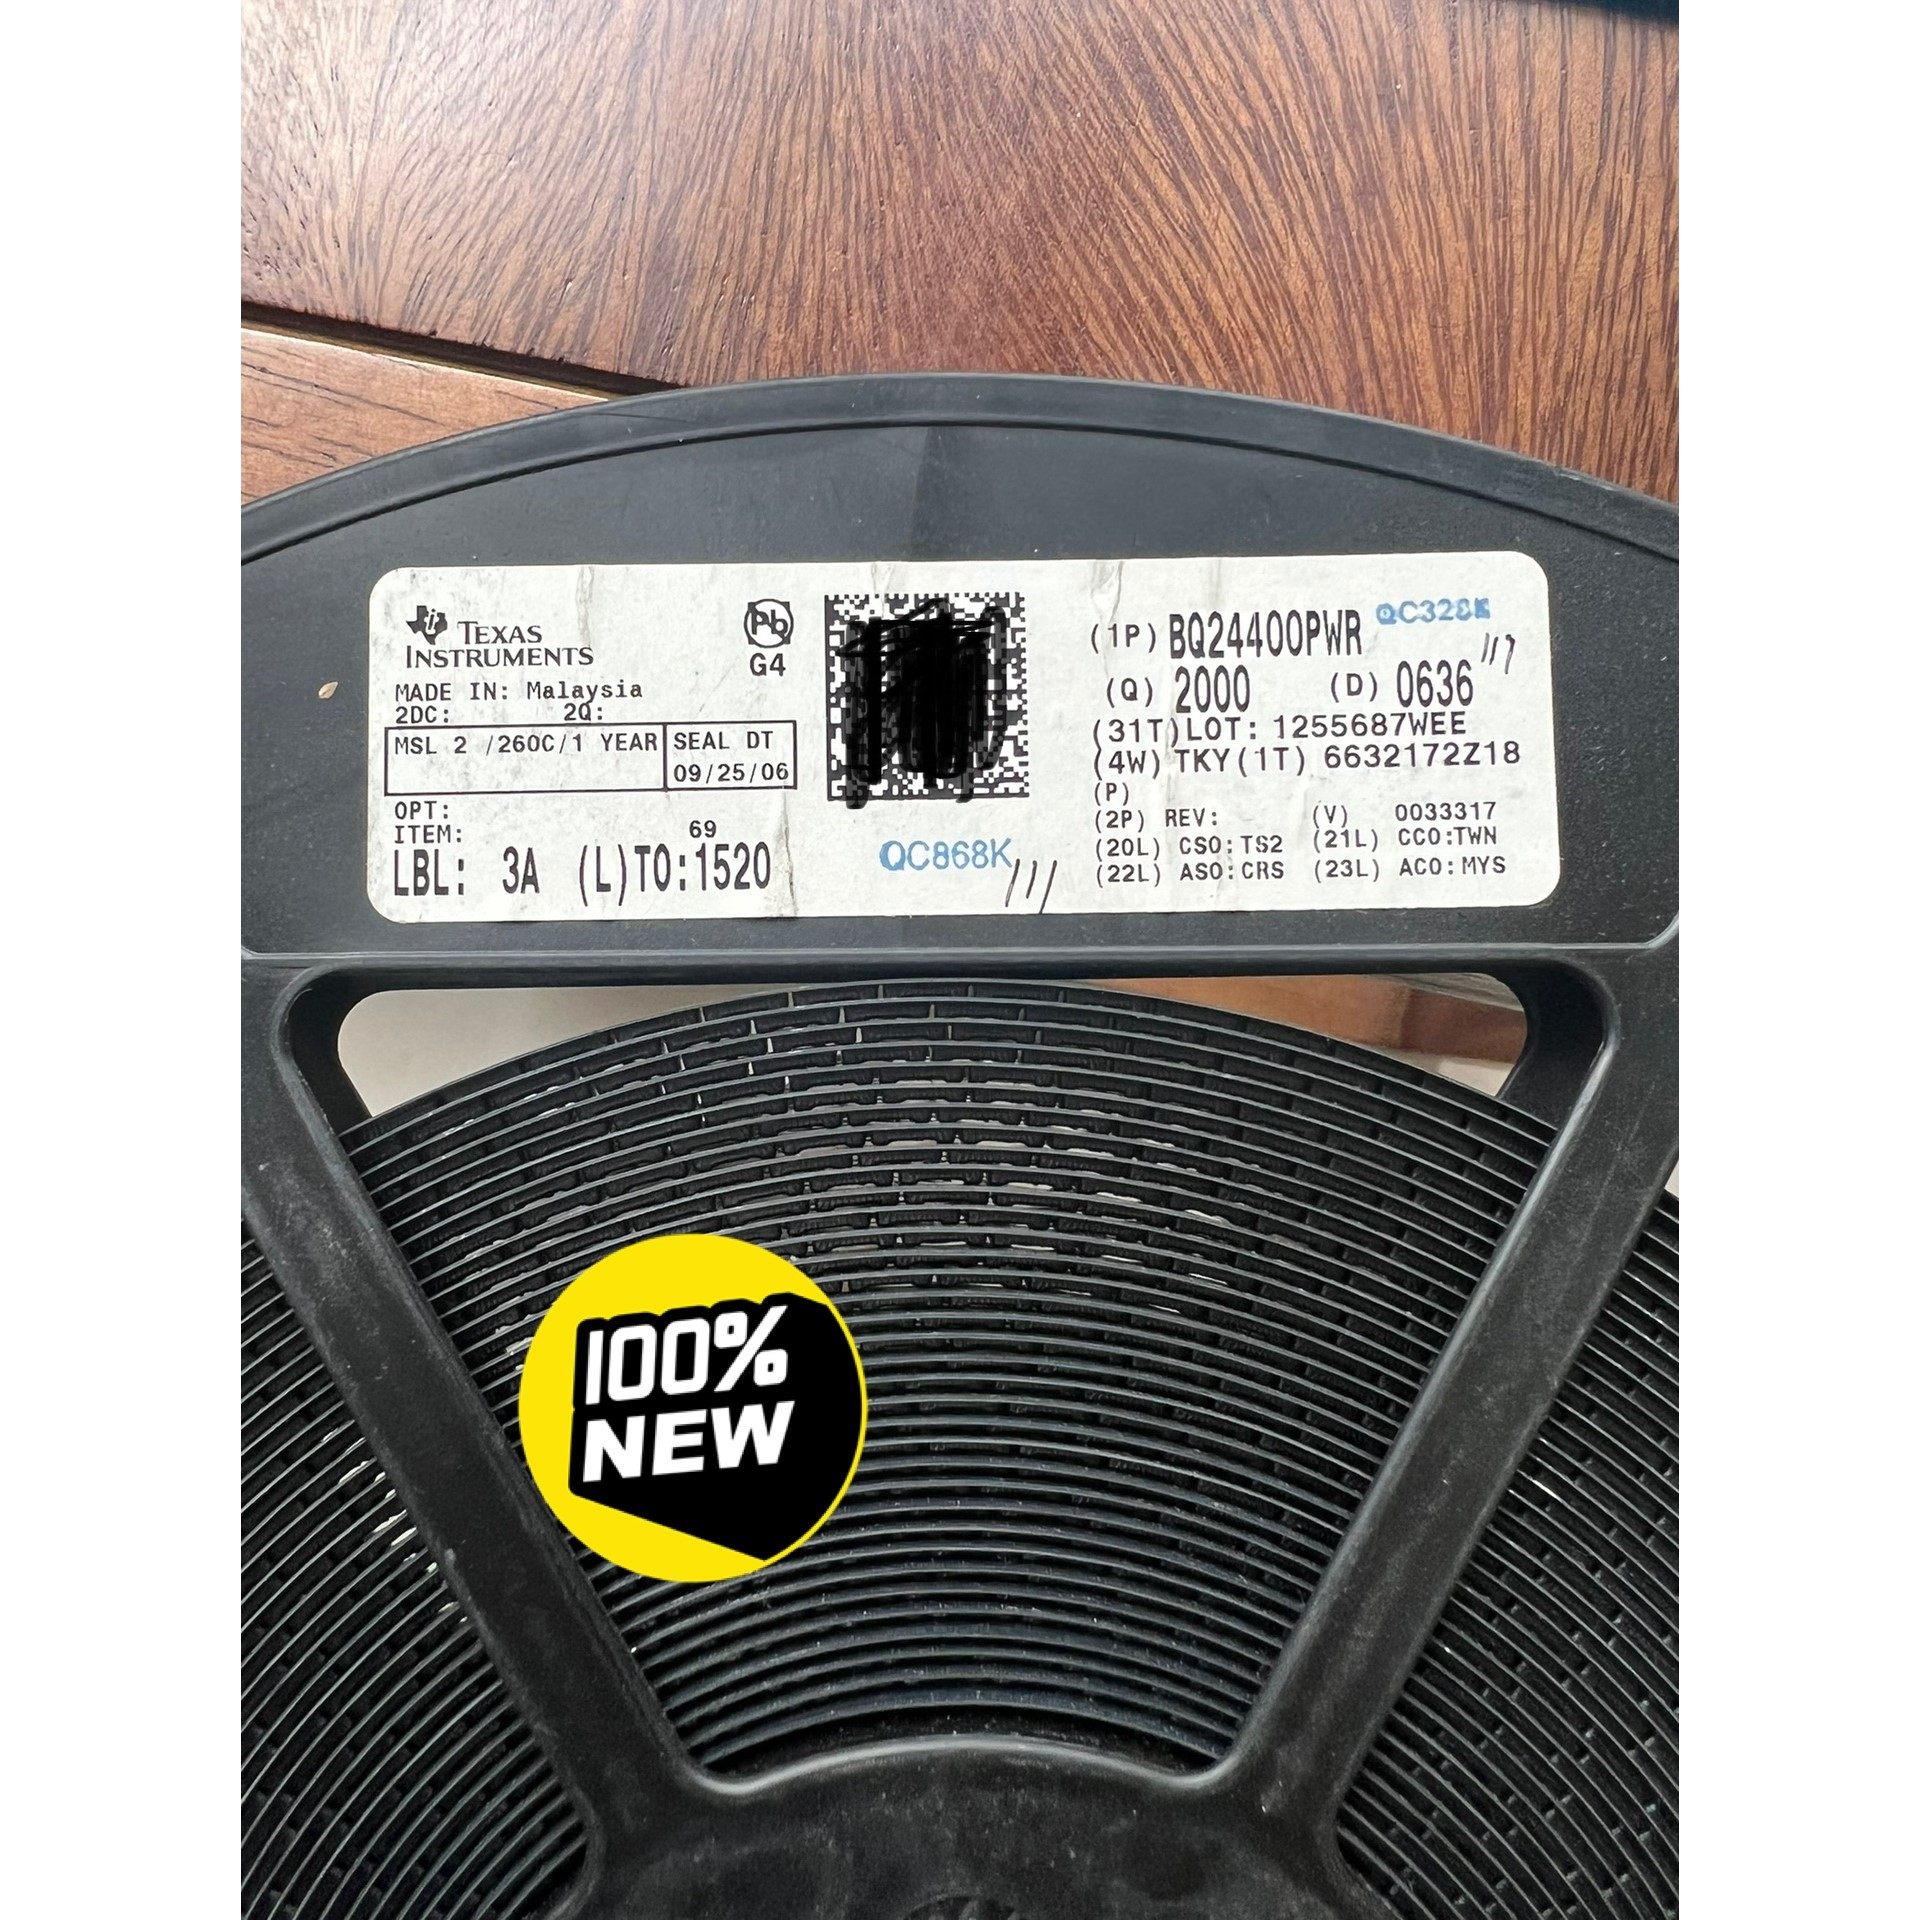 TEXAS
INSTRUMENTS
MADE IN: Malaysia
2DC: 2Q:
MSL 2 /260C/1 YEAR
SEAL DT
09/25/06
OPT:
ITEM: 69
LBL: 3A (L)TO:1520
Pb
G4
QC868K
(1P) BQ24400PWR QC328K
(Q) 2000 (D) 0636
(31T)LOT: 1255687WEE
(4W) TKY(1T) 6632172Z18
(P)
(2P) REV: (V) 0033317
(20L) CSO:TS2 (21L) CCO:TWN
(22L) ASO:CRS (23L) ACO:MYS
100%
NEW